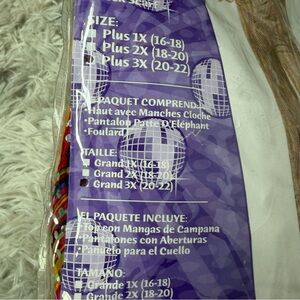 SIZE:
Plus 1X (16-18)
Plus 2X (18-20)
Plus 3X (20-22)
PAQUET COMPREND:
•Haut avec Manches Cloche
•Pantalon Patte D'Eléphant
•Foulard
TAILLE:
Grand 1X (16-18)
Grand 2X (18-20)
Grand 3X (20-22)
EL PAQUETE INCLUYE:
•Top con Mangas de Campana
•Pantalones con Aberturas
•Pañuelo para el Cuello
TAMAÑO:
Grande 1X (16-18)
Grande 2X (18-20)